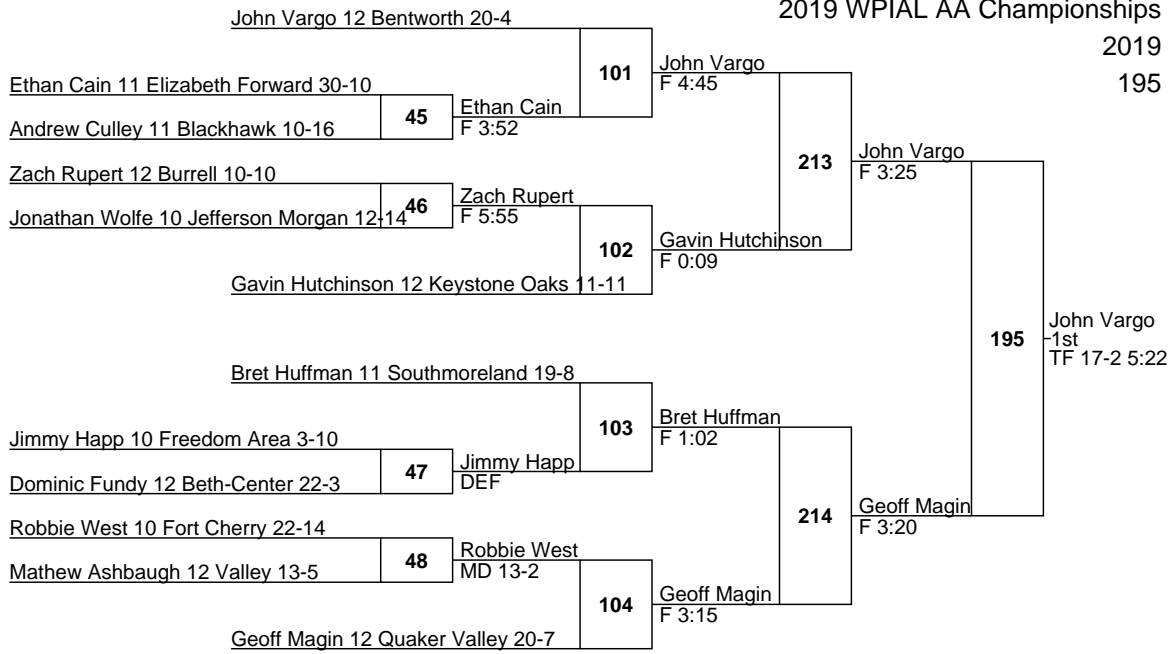 2019 WPIAL AA Championships
2019
195
John Vargo 12 Bentworth 20-4
101
John Vargo
F 4:45
Ethan Cain 11 Elizabeth Forward 30-10
45
Ethan Cain
F 3:52
Andrew Culley 11 Blackhawk 10-16
213
John Vargo
F 3:25
Zach Rupert 12 Burrell 10-10
46
Zach Rupert
F 5:55
Jonathan Wolfe 10 Jefferson Morgan 12-14
102
Gavin Hutchinson
F 0:09
Gavin Hutchinson 12 Keystone Oaks 11-11
195
John Vargo
1st
TF 17-2 5:22
Bret Huffman 11 Southmoreland 19-8
103
Bret Huffman
F 1:02
Jimmy Happ 10 Freedom Area 3-10
47
Jimmy Happ
DEF
Dominic Fundy 12 Beth-Center 22-3
214
Geoff Magin
F 3:20
Robbie West 10 Fort Cherry 22-14
48
Robbie West
MD 13-2
Mathew Ashbaugh 12 Valley 13-5
104
Geoff Magin
F 3:15
Geoff Magin 12 Quaker Valley 20-7